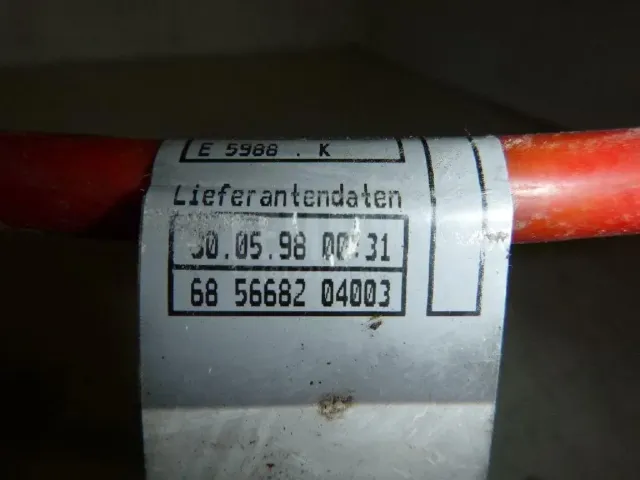 E 5988 . K
Lieferantendaten
30.05.98 00:31
68 56682 04003